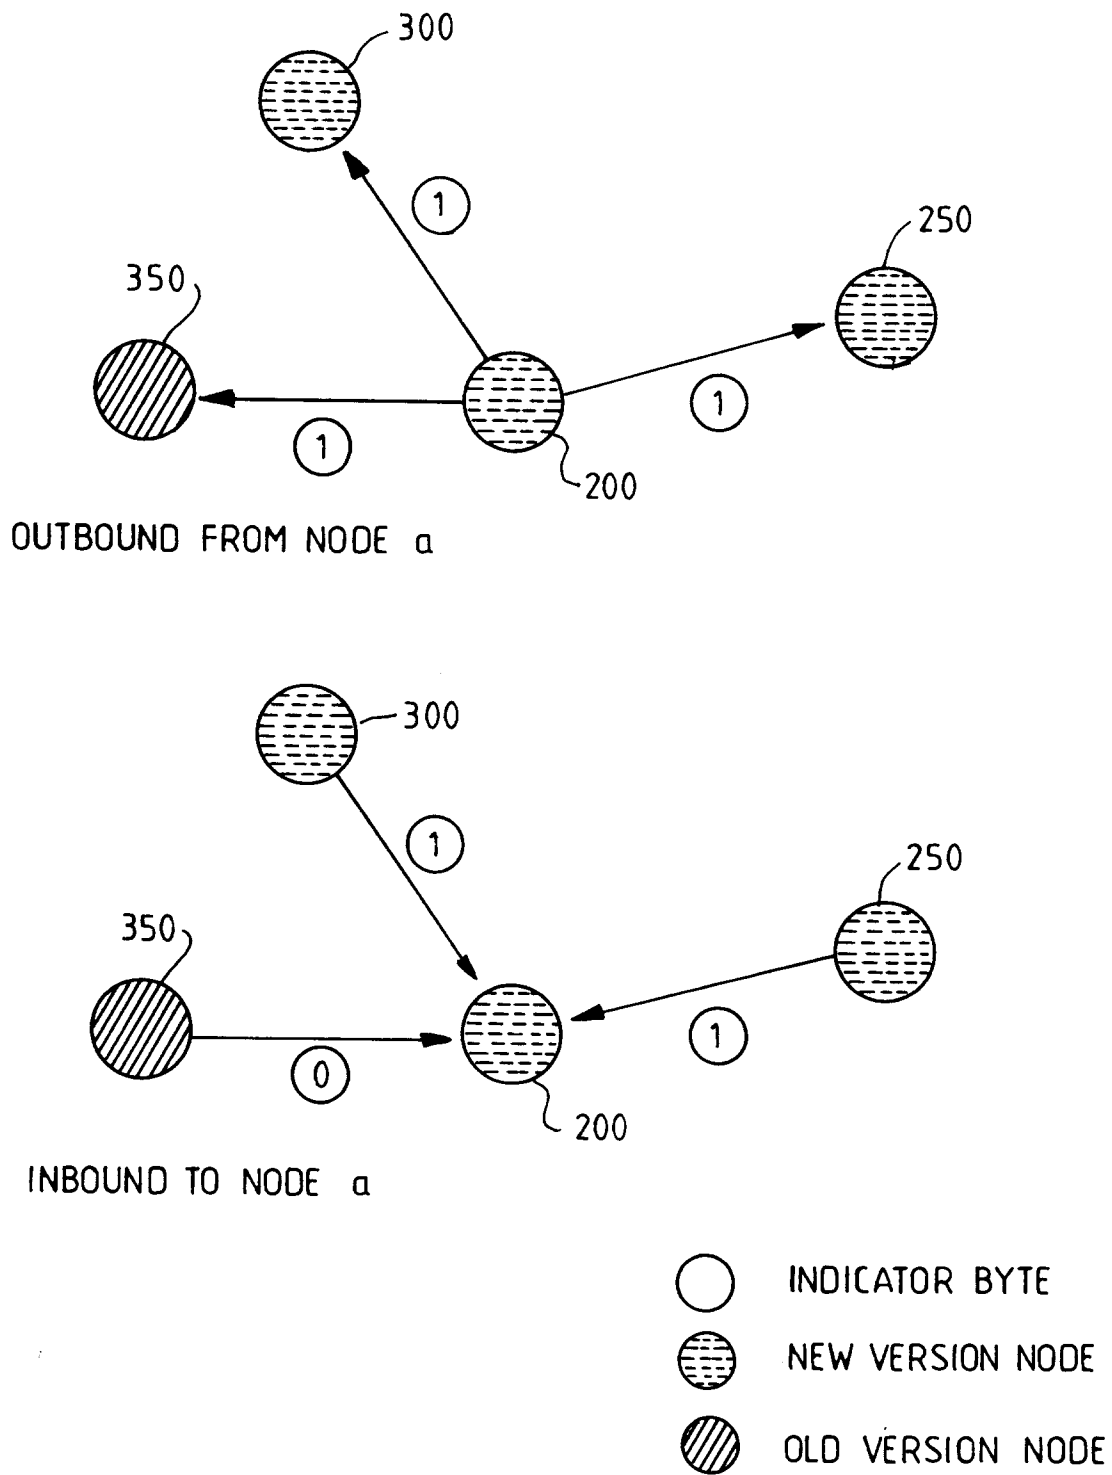 300
1
250
350
1
1
200
OUTBOUND FROM NODE a
300
1
250
350
1
0
200
INBOUND TO NODE a
INDICATOR BYTE
NEW VERSION NODE
OLD VERSION NODE